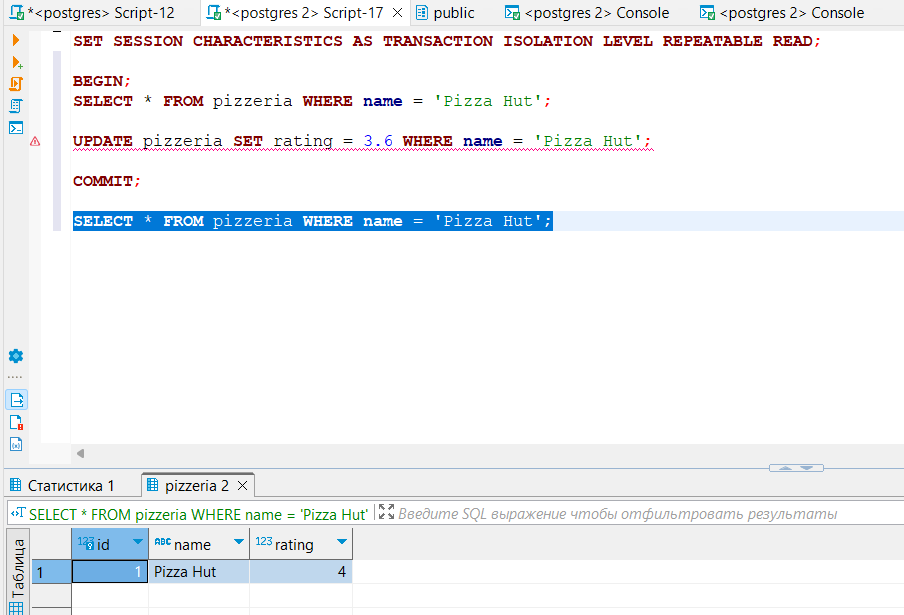 *<postgres> Script-12 *<postgres 2> Script-17 public <postgres 2> Console <postgres 2> Console
SET SESSION CHARACTERISTICS AS TRANSACTION ISOLATION LEVEL REPEATABLE READ;
BEGIN;
SELECT * FROM pizzeria WHERE name = 'Pizza Hut';
UPDATE pizzeria SET rating = 3.6 WHERE name = 'Pizza Hut';
COMMIT;
SELECT * FROM pizzeria WHERE name = 'Pizza Hut';
Статистика 1 pizzeria 2
SELECT * FROM pizzeria WHERE name = 'Pizza Hut' Введите SQL выражение чтобы отфильтровать результаты
Таблица
123 id ABC name 123 rating
1 1 Pizza Hut 4